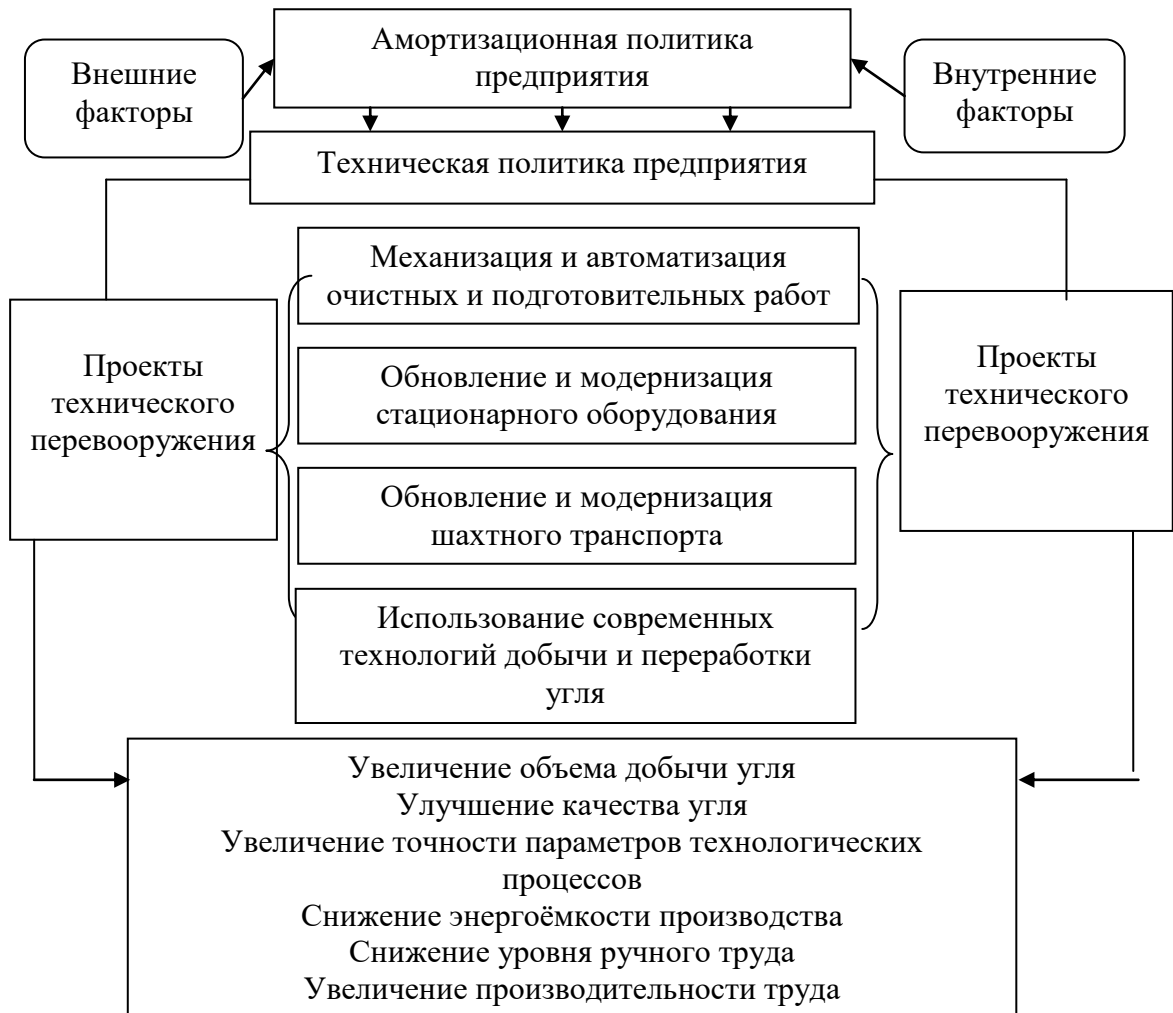 Амортизационная политика
предприятия
Внешние
факторы
Внутренние
факторы
Техническая политика предприятия
Механизация и автоматизация
очистных и подготовительных работ
Проекты
технического
перевооружения
Обновление и модернизация
стационарного оборудования
Проекты
технического
перевооружения
Обновление и модернизация
шахтного транспорта
Использование современных
технологий добычи и переработки
угля
Увеличение объема добычи угля
Улучшение качества угля
Увеличение точности параметров технологических
процессов
Снижение энергоёмкости производства
Снижение уровня ручного труда
Увеличение производительности труда